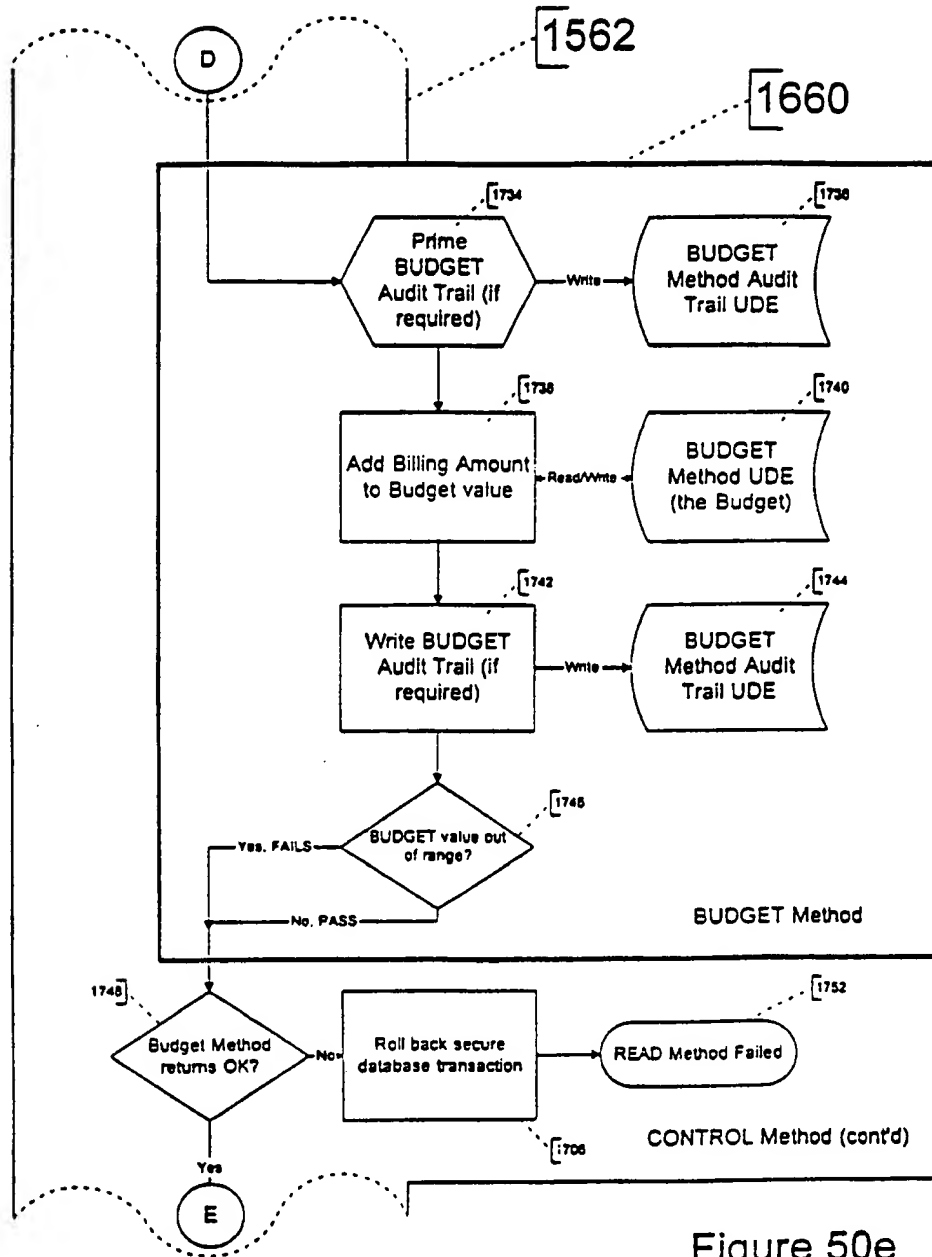 D
1562
1660
1734
Prime
BUDGET
Audit Trail (if
required)
Write
1736
BUDGET
Method Audit
Trail UDE
1738
Add Billing Amount
to Budget value
Read/Write
1740
BUDGET
Method UDE
(the Budget)
1742
Write BUDGET
Audit Trail (if
required)
Write
1744
BUDGET
Method Audit
Trail UDE
1746
BUDGET value out
of range?
Yes, FAILS
No, PASS
BUDGET Method
1748
Budget Method
returns OK?
No
Roll back secure
database transaction
1752
READ Method Failed
CONTROL Method (cont'd)
Yes
E
Figure 50e